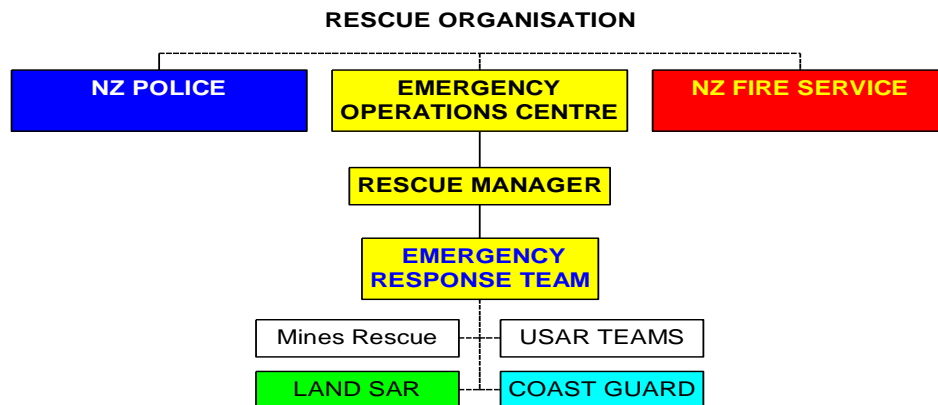 RESCUE ORGANISATION
NZ POLICE
EMERGENCY
OPERATIONS CENTRE
NZ FIRE SERVICE
RESCUE MANAGER
EMERGENCY
RESPONSE TEAM
Mines Rescue
USAR TEAMS
LAND SAR
COAST GUARD